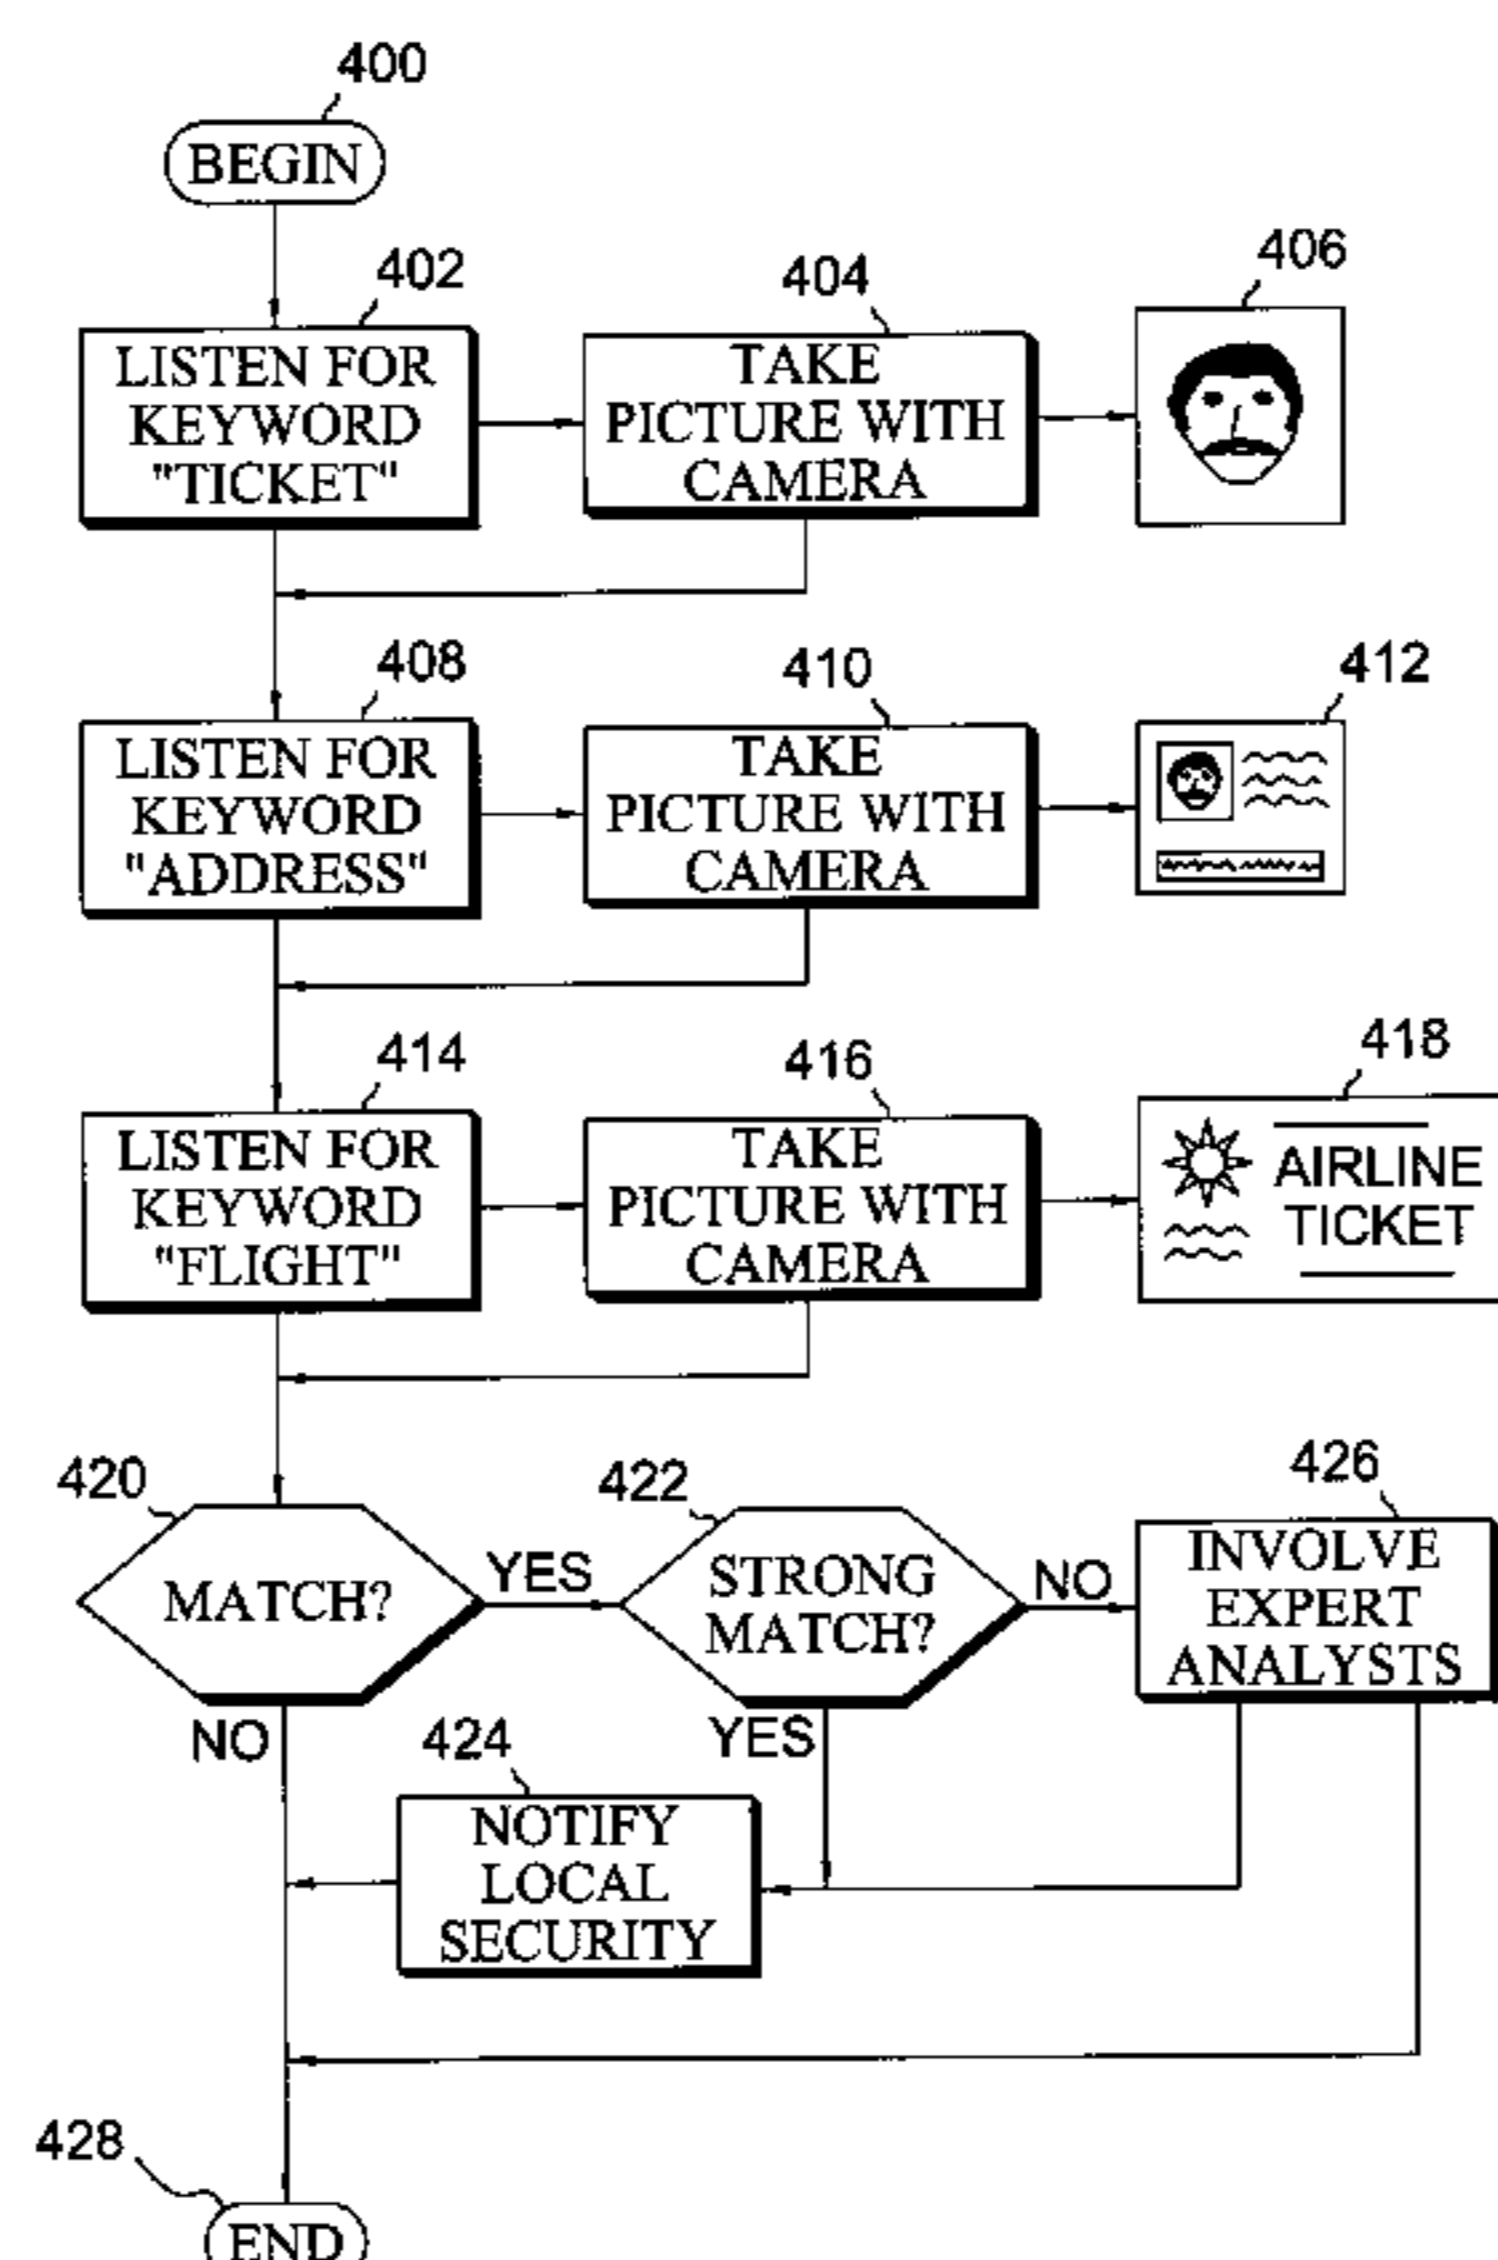 400
BEGIN
402
LISTEN FOR
KEYWORD
"TICKET"
404
TAKE
PICTURE WITH
CAMERA
406
408
LISTEN FOR
KEYWORD
"ADDRESS"
410
TAKE
PICTURE WITH
CAMERA
412
414
LISTEN FOR
KEYWORD
"FLIGHT"
416
TAKE
PICTURE WITH
CAMERA
418
AIRLINE
TICKET
420
MATCH?
YES
NO
422
STRONG
MATCH?
NO
YES
426
INVOLVE
EXPERT
ANALYSTS
424
NOTIFY
LOCAL
SECURITY
428
END